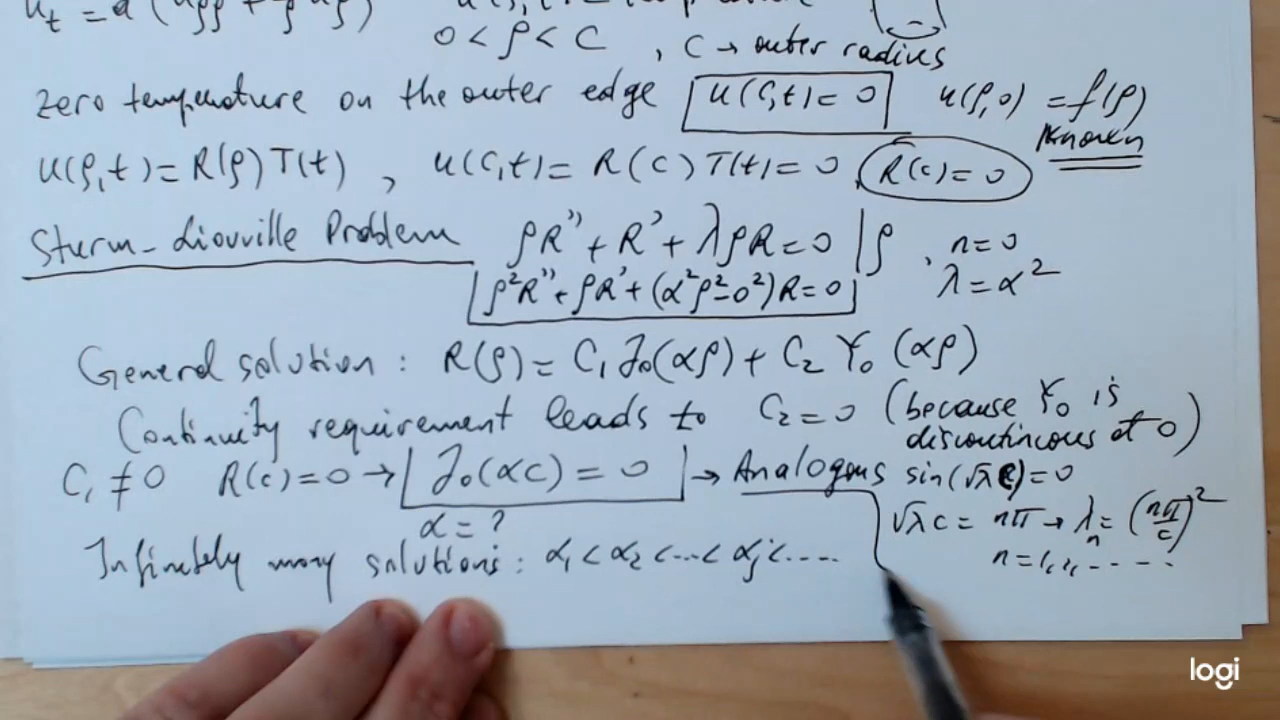 u_t = a ( u_ρρ + 1/ρ u_ρ )
0 < ρ < C , C → outer radius
zero temperature on the outer edge u(c,t) = 0 u(ρ,0) = f(ρ)
Known
u(ρ,t) = R(ρ) T(t) , u(c,t) = R(c) T(t) = 0 , R(c) = 0
Sturm-Liouville Problem ρR'' + R' + λρR = 0 | ρ , n = 0
ρ²R'' + ρR' + (α²ρ² - 0²)R = 0 λ = α²
General solution : R(ρ) = C₁ J₀(αρ) + C₂ Y₀ (αρ)
Continuity requirement leads to C₂ = 0 (because Y₀ is
discontinous at 0)
C₁ ≠ 0 R(c) = 0 → J₀(αc) = 0 → Analogous sin(√λ c) = 0
α = ? √λ c = nπ → λₙ = (nπ/c)²
Infinetely many solutions : α₁ < α₂ < ... < αⱼ < .... n = 1, 2, ....
logi